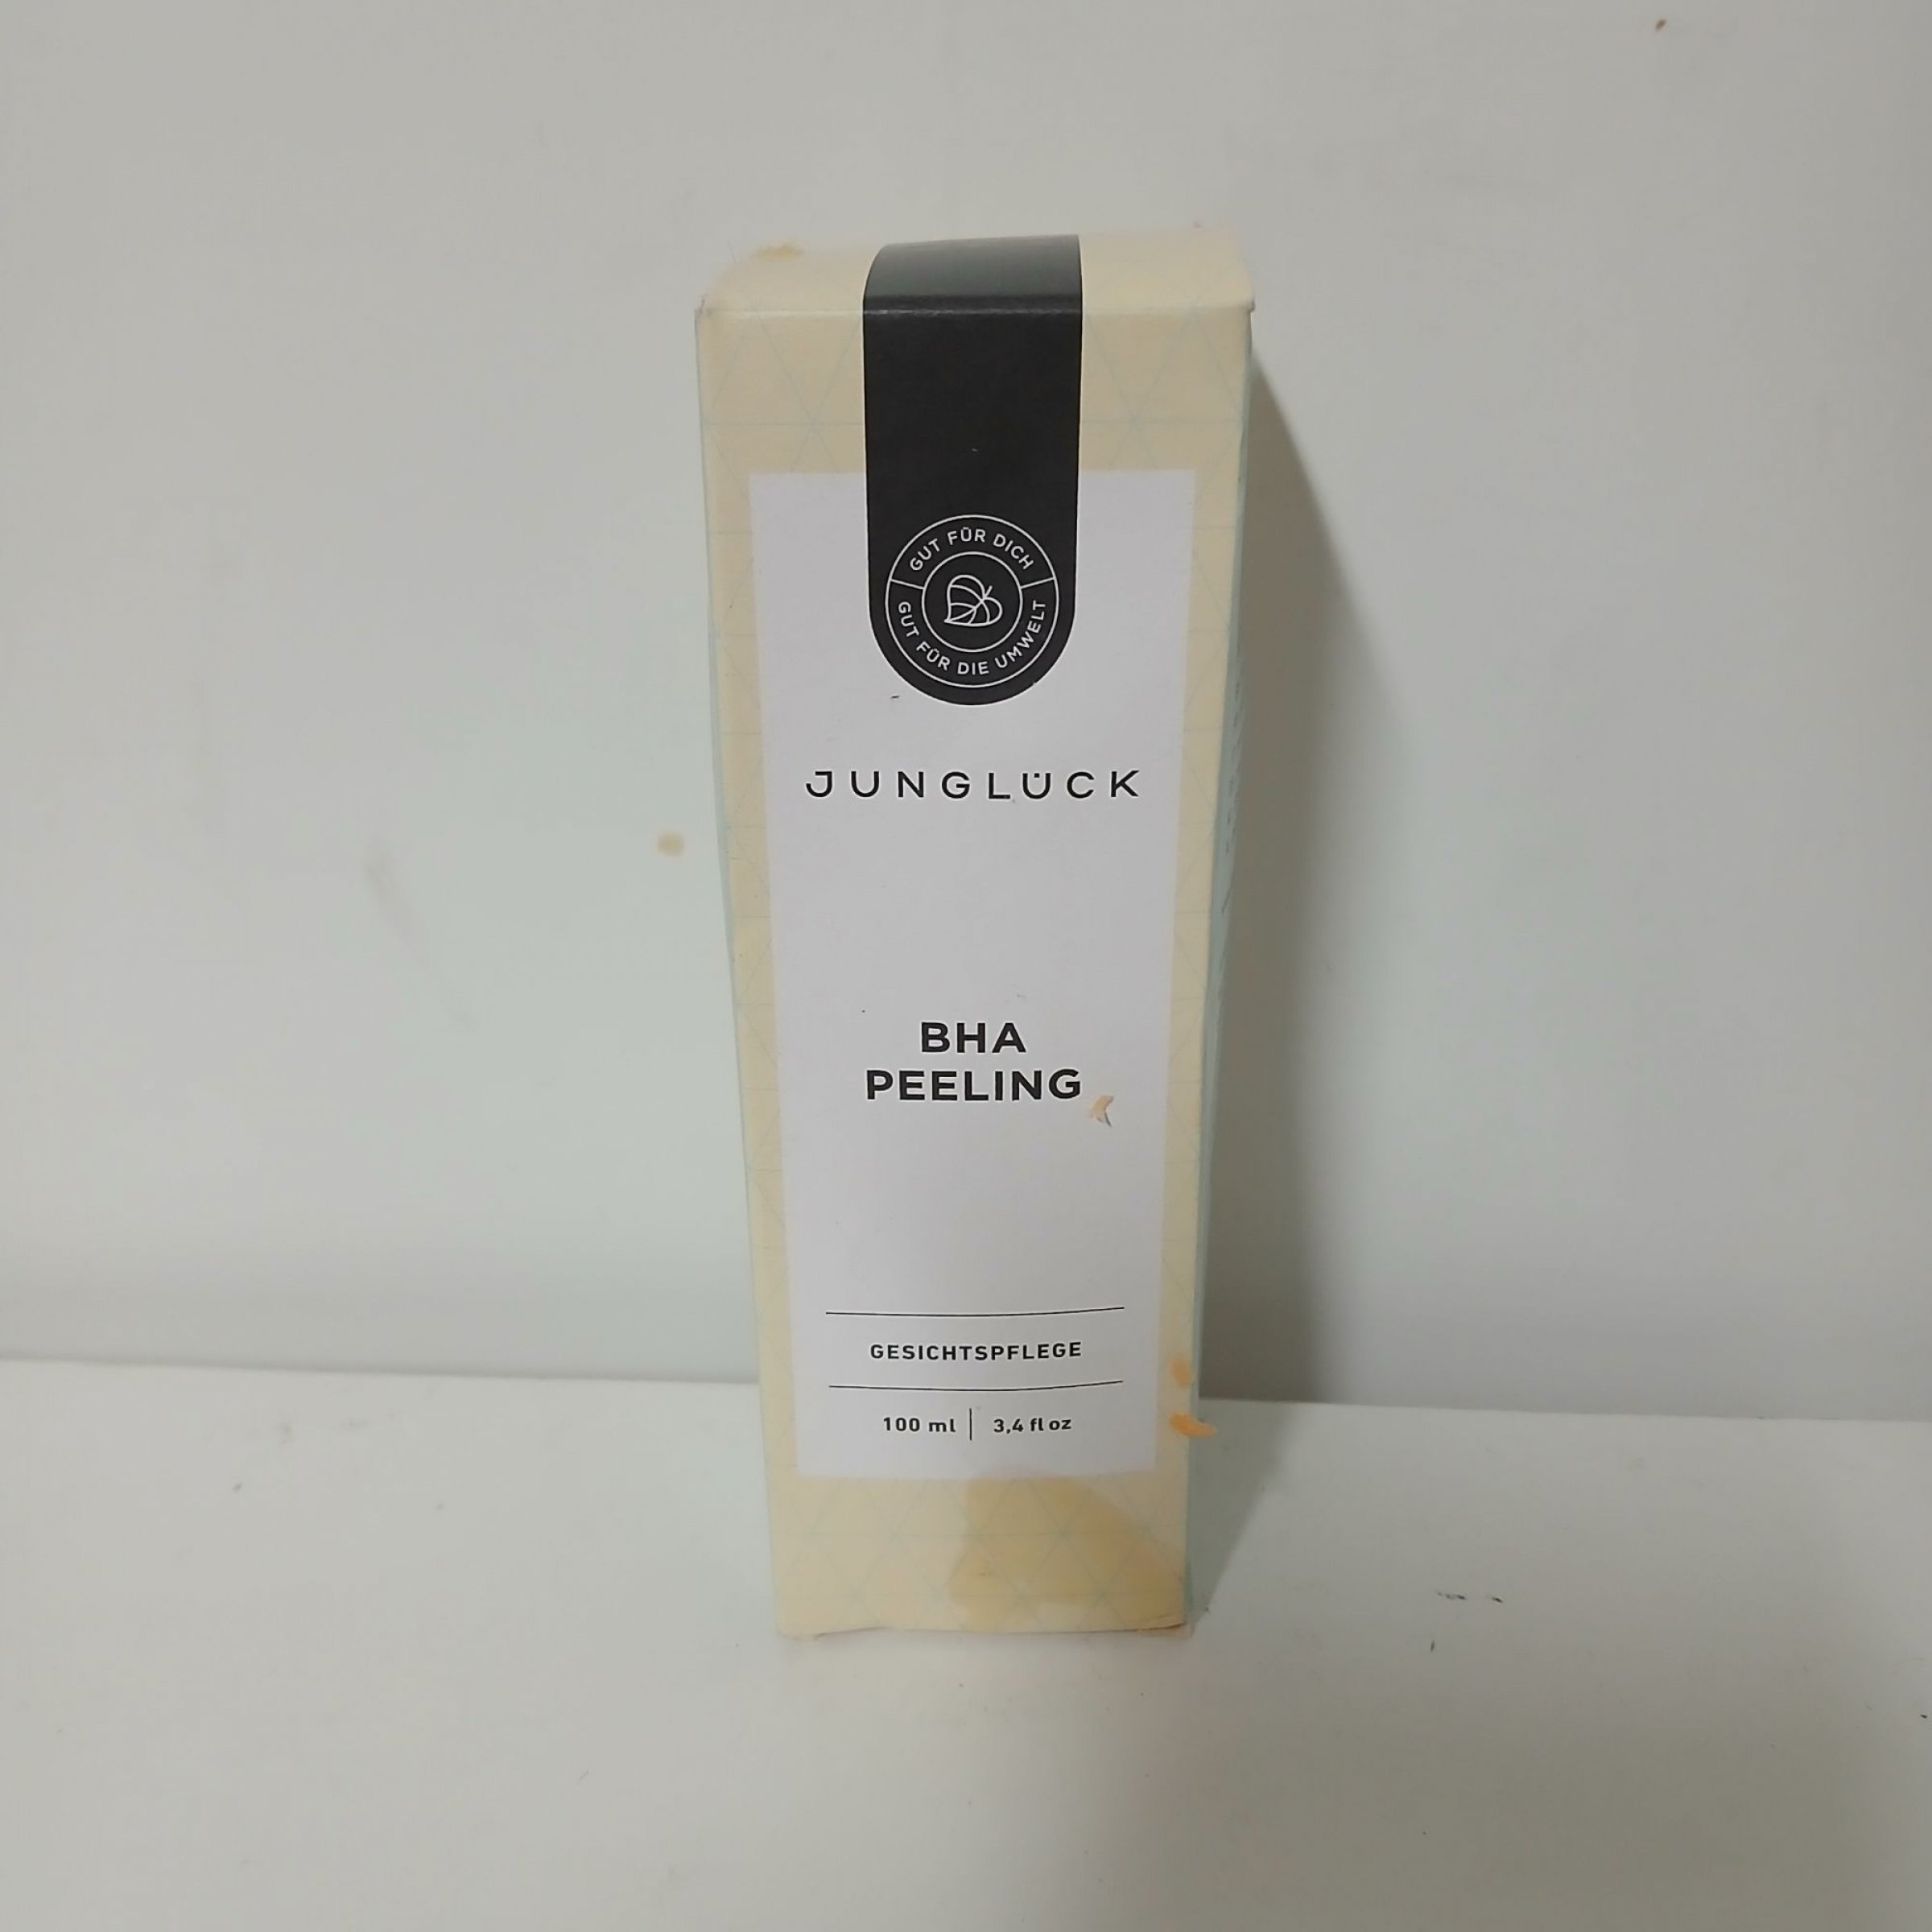 GUT FÜR DICH
GUT FÜR DIE UMWELT
JUNGLÜCK
BHA
PEELING
GESICHTSPFLEGE
100 ml | 3,4 fl oz